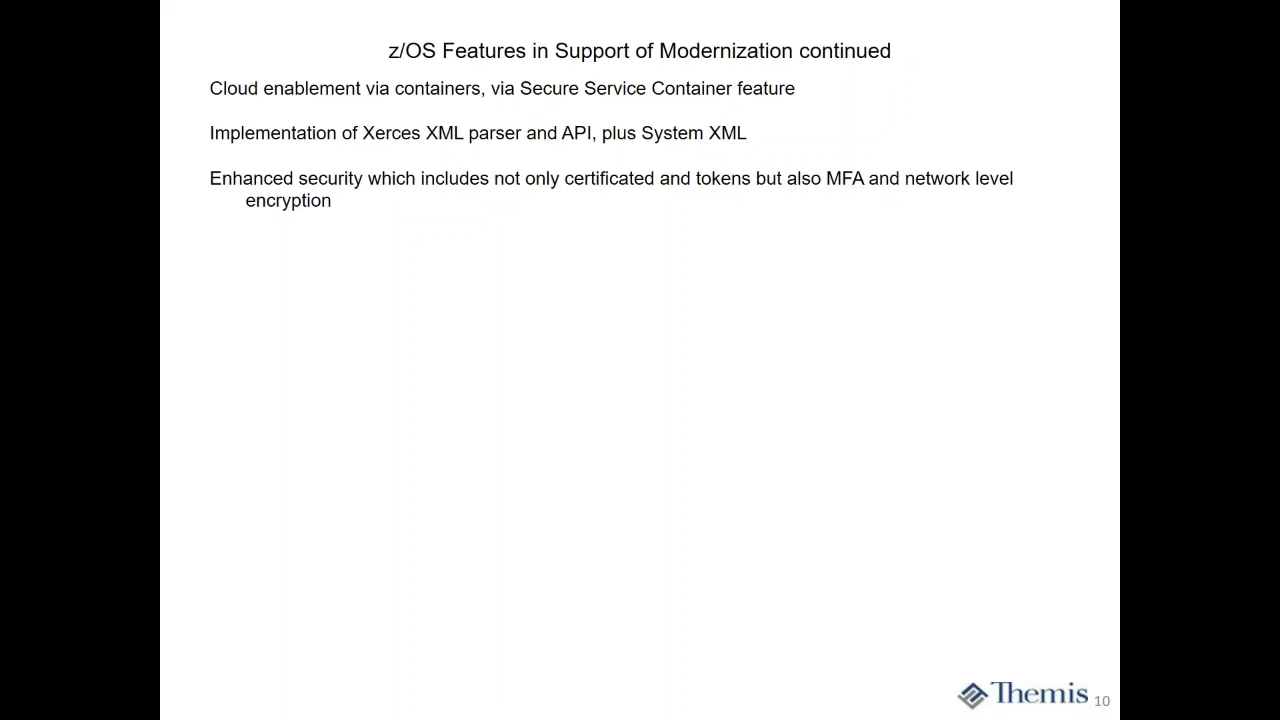 z/OS Features in Support of Modernization continued
Cloud enablement via containers, via Secure Service Container feature
Implementation of Xerces XML parser and API, plus System XML
Enhanced security which includes not only certificated and tokens but also MFA and network level
encryption
Themis
10